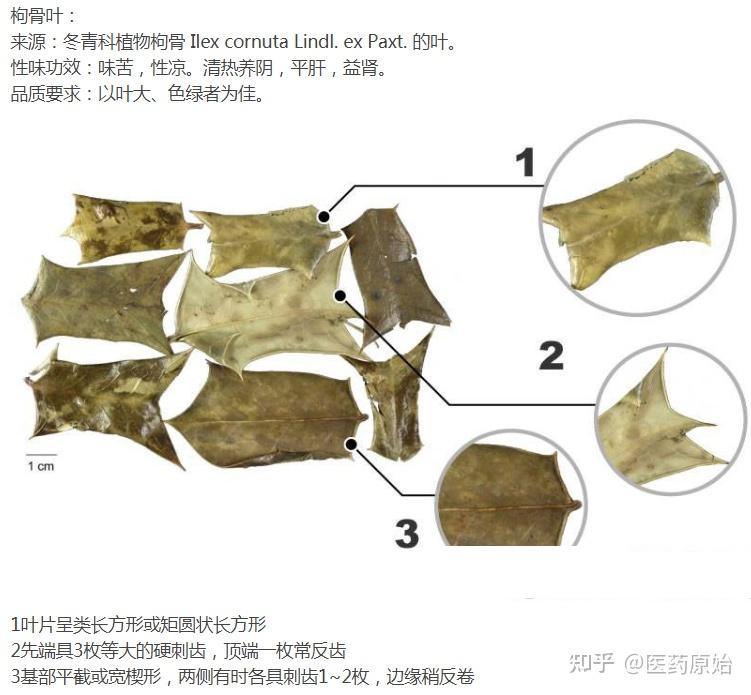 枸骨叶：
来源：冬青科植物枸骨 Ilex cornuta Lindl. ex Paxt. 的叶。
性味功效：味苦，性凉。清热养阴，平肝，益肾。
品质要求：以叶大、色绿者为佳。
1
2
1 cm
3
1叶片呈类长方形或矩圆状长方形
2先端具3枚等大的硬刺齿，顶端一枚常反齿
3基部平截或宽楔形，两侧有时各具刺齿1~2枚，边缘稍反卷
知乎 @医药原始